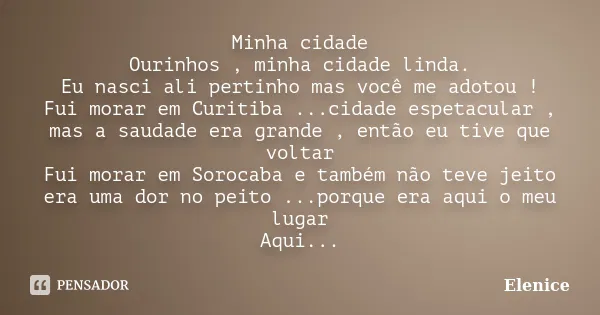 Minha cidade
Ourinhos , minha cidade linda.
Eu nasci ali pertinho mas você me adotou !
Fui morar em Curitiba ...cidade espetacular ,
mas a saudade era grande , então eu tive que
voltar
Fui morar em Sorocaba e também não teve jeito
era uma dor no peito ...porque era aqui o meu
lugar
Aqui...
PENSADOR
Elenice